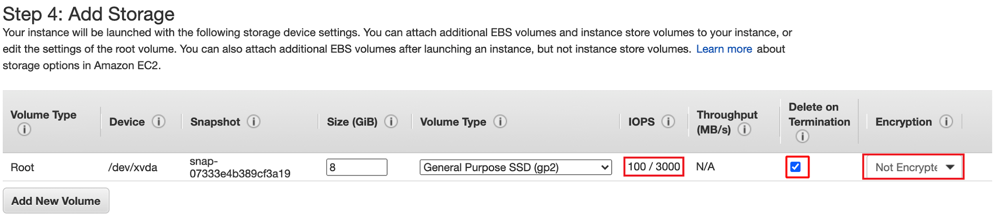 Step 4: Add Storage
Your instance will be launched with the following storage device settings. You can attach additional EBS volumes and instance store volumes to your instance, or
edit the settings of the root volume. You can also attach additional EBS volumes after launching an instance, but not instance store volumes. Learn more about
storage options in Amazon EC2.
Volume Type
Device
Snapshot
Size (GiB)
Volume Type
IOPS
Throughput
(MB/s)
Delete on
Termination
Encryption
Root
/dev/xvda
snap-
07333e4b389cf3a19
8
General Purpose SSD (gp2)
100 / 3000
N/A
Not Encrypte
Add New Volume